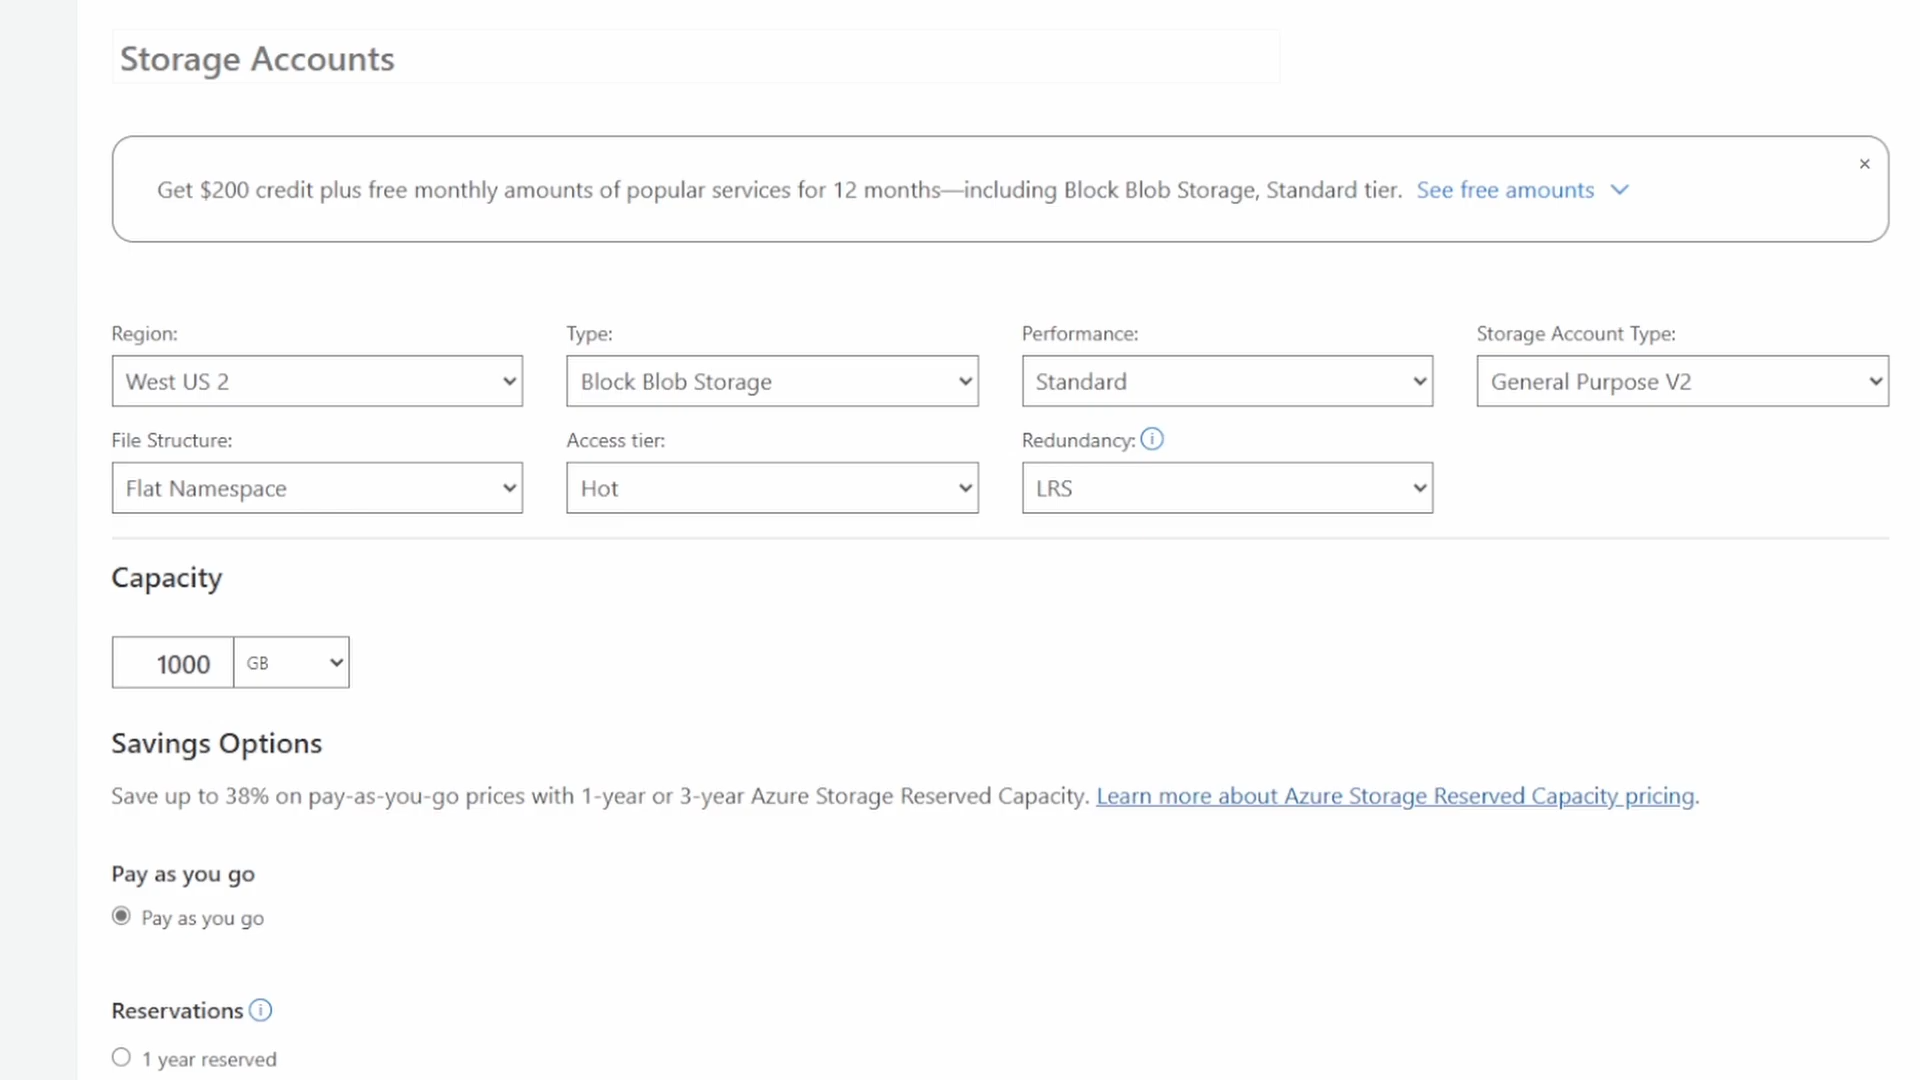 Storage Accounts
×
Get $200 credit plus free monthly amounts of popular services for 12 months—including Block Blob Storage, Standard tier. See free amounts
Region: Type: Performance: Storage Account Type:
West US 2 Block Blob Storage Standard General Purpose V2
File Structure: Access tier: Redundancy: i
Flat Namespace Hot LRS
Capacity
1000 GB
Savings Options
Save up to 38% on pay-as-you-go prices with 1-year or 3-year Azure Storage Reserved Capacity. Learn more about Azure Storage Reserved Capacity pricing.
Pay as you go
Pay as you go
Reservations i
1 year reserved